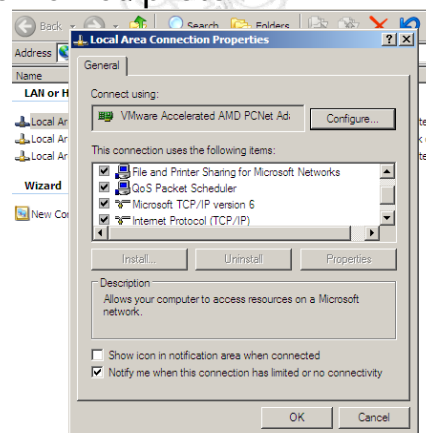 Back
Search
Folders
Local Area Connection Properties
Address
General
Name
LAN or H
Connect using:
VMware Accelerated AMD PCNet Ada
Configure...
Local Ar
Local Ar
Local Ar
This connection uses the following items:
File and Printer Sharing for Microsoft Networks
QoS Packet Scheduler
Microsoft TCP/IP version 6
Internet Protocol (TCP/IP)
Wizard
New Co
Install...
Uninstall
Properties
Description
Allows your computer to access resources on a Microsoft
network.
Show icon in notification area when connected
Notify me when this connection has limited or no connectivity
OK
Cancel